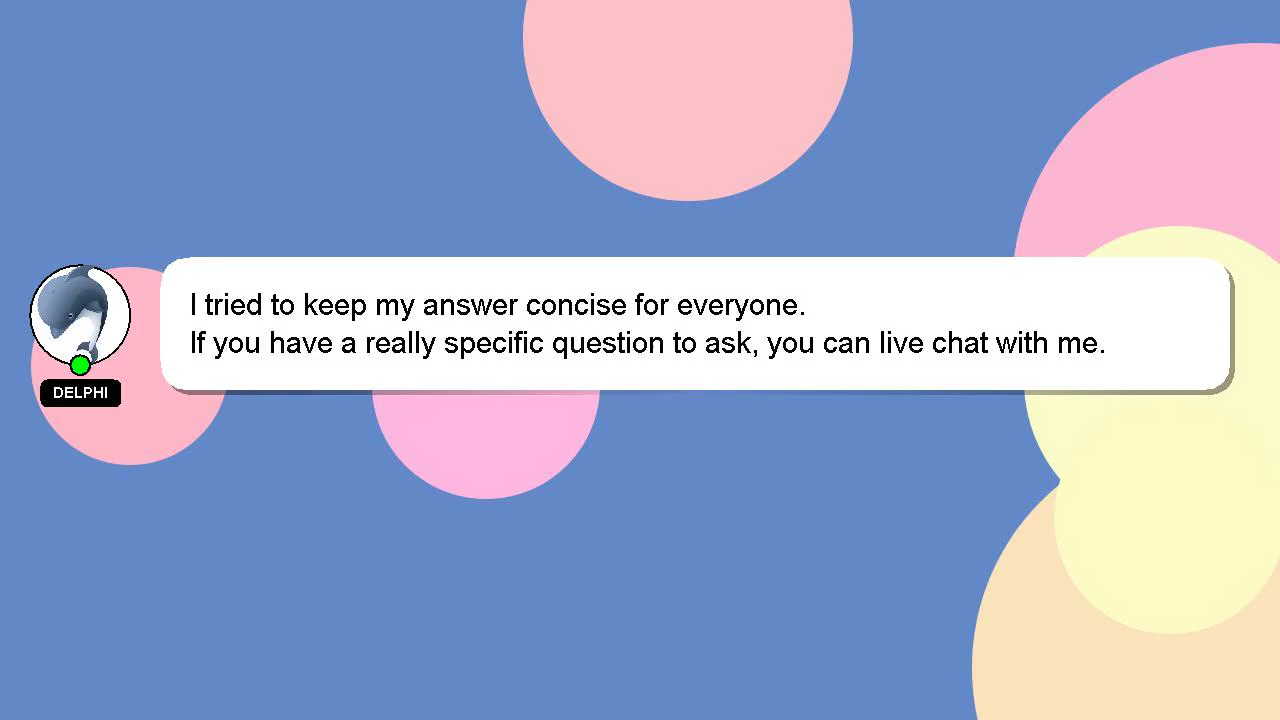 I tried to keep my answer concise for everyone.
If you have a really specific question to ask, you can live chat with me.
DELPHI